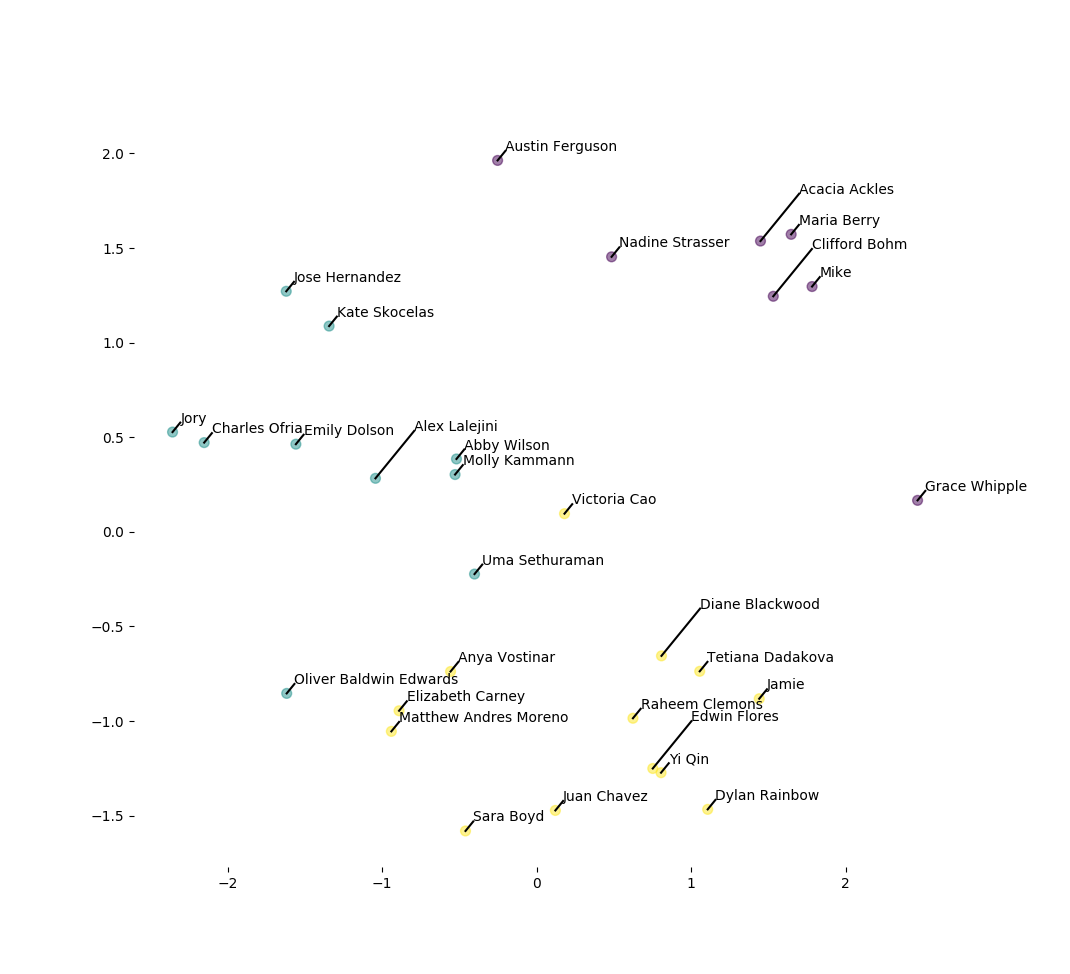 2.0
Austin Ferguson
Acacia Ackles
Maria Berry
Nadine Strasser
Clifford Bohm
1.5
Mike
Jose Hernandez
Kate Skocelas
1.0
Jory
Charles Ofria
Emily Dolson
Alex Lalejini
0.5
Abby Wilson
Molly Kammann
Grace Whipple
Victoria Cao
0.0
Uma Sethuraman
Diane Blackwood
−0.5
Anya Vostinar
Tetiana Dadakova
Oliver Baldwin Edwards
Jamie
Elizabeth Carney
Raheem Clemons
Matthew Andres Moreno
Edwin Flores
−1.0
Yi Qin
Juan Chavez
Dylan Rainbow
−1.5
Sara Boyd
−2 −1 0 1 2